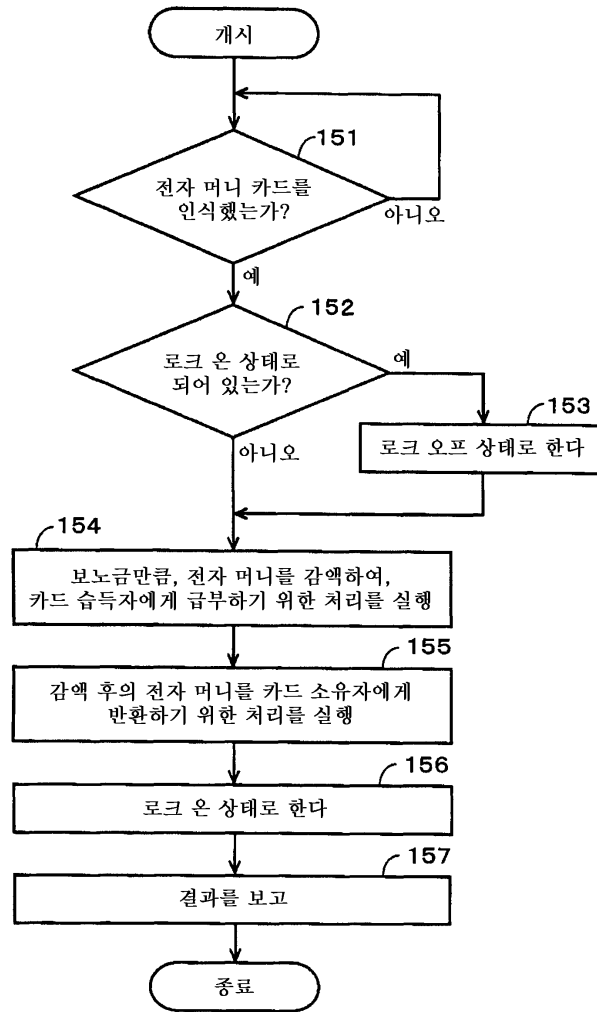 개시
151
전자 머니 카드를
인식했는가?
아니오
예
152
로크 온 상태로
되어 있는가?
예
153
로크 오프 상태로 한다
아니오
154
보노금만큼, 전자 머니를 감액하여,
카드 습득자에게 급부하기 위한 처리를 실행
155
감액 후의 전자 머니를 카드 소유자에게
반환하기 위한 처리를 실행
156
로크 온 상태로 한다
157
결과를 보고
종료